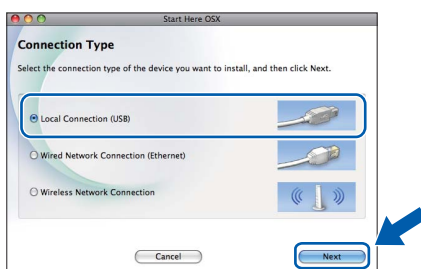 Start Here OSX
Connection Type
Select the connection type of the device you want to install, and then click Next.
Local Connection (USB)
Wired Network Connection (Ethernet)
Wireless Network Connection
Cancel
Next